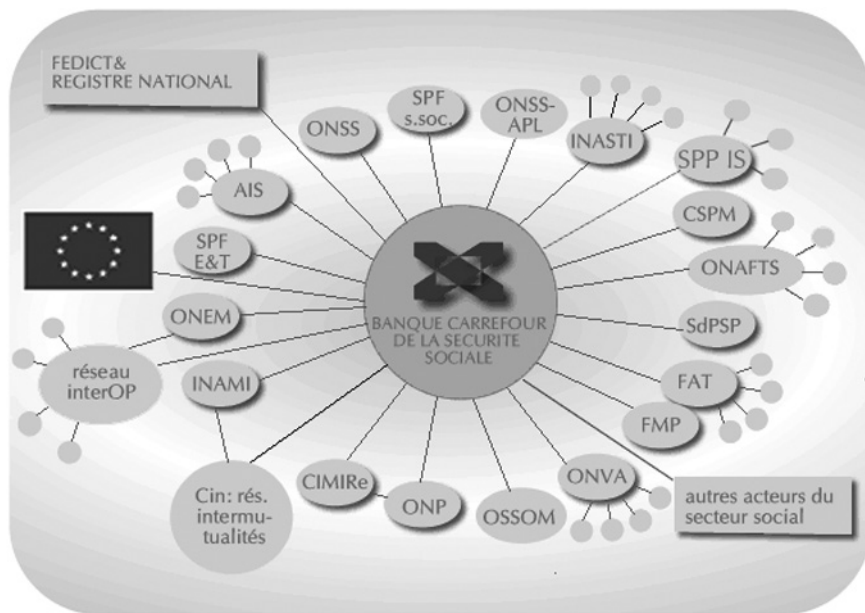 FEDICT&
REGISTRE NATIONAL
ONSS
SPF
s.soc.
ONSS-
APL
INASTI
SPP IS
AIS
CSPM
SPF
E&T
ONAFTS
ONEM
BANQUE CARREFOUR
DE LA SECURITE
SOCIALE
SdPSP
réseau
interOP
INAMI
FAT
FMP
CIMIRe
ONP
OSSOM
ONVA
Cin: rés.
intermu-
tualités
autres acteurs du
secteur social